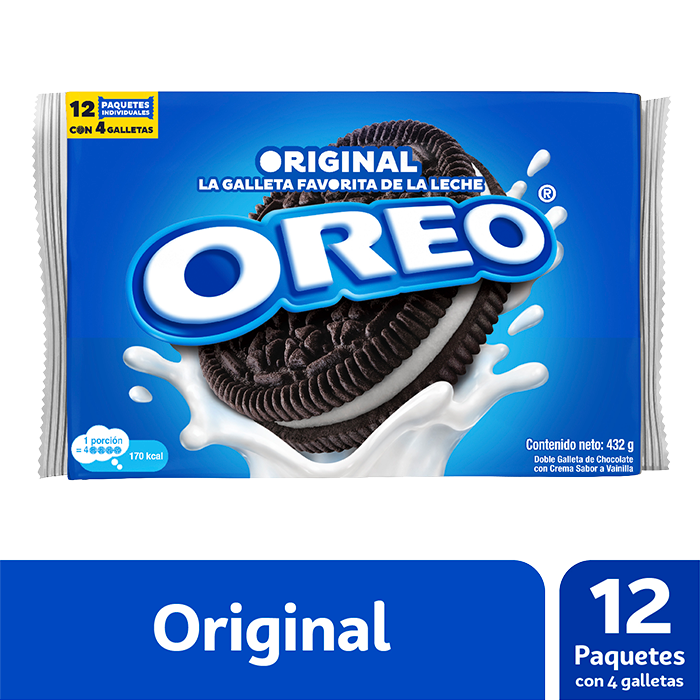 12 PAQUETES
INDIVIDUALES
CON 4 GALLETAS
ORIGINAL
LA GALLETA FAVORITA DE LA LECHE
OREO®
1 porción
= 4
170 kcal
Contenido neto: 432 g
Doble Galleta de Chocolate
con Crema Sabor a Vainilla
Original
12
Paquetes
con 4 galletas